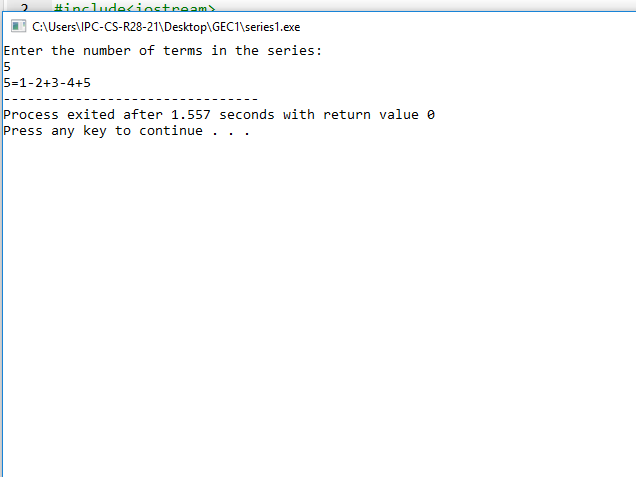 2 #include<iostream>
C:\Users\IPC-CS-R28-21\Desktop\GEC1\series1.exe
Enter the number of terms in the series:
5
5=1-2+3-4+5
--------------------------------
Process exited after 1.557 seconds with return value 0
Press any key to continue . . .